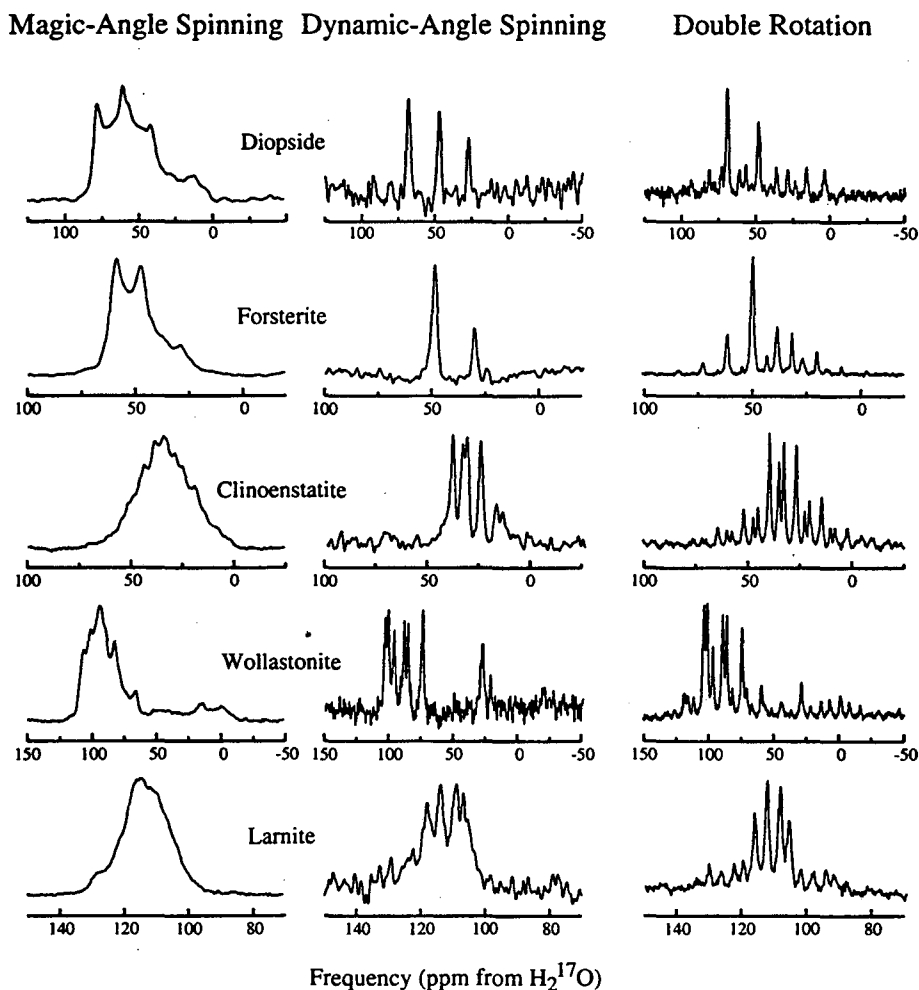 Magic-Angle Spinning Dynamic-Angle Spinning Double Rotation
Diopside
100 50 0
100 50 0 -50
100 50 0 -50
Forsterite
100 50 0
100 50 0
100 50 0
Clinoenstatite
100 50 0
100 50 0
100 50 0
Wollastonite
150 100 50 0 -50
150 100 50 0 -50
150 100 50 0 -50
Larnite
140 120 100 80
140 120 100 80
140 120 100 80
Frequency (ppm from H₂¹⁷O)